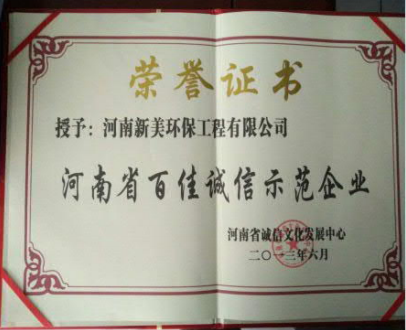 荣誉证书
授予：河南新美环保工程有限公司
河南省百佳诚信示范企业
河南省诚信文化发展中心
二〇一三年六月